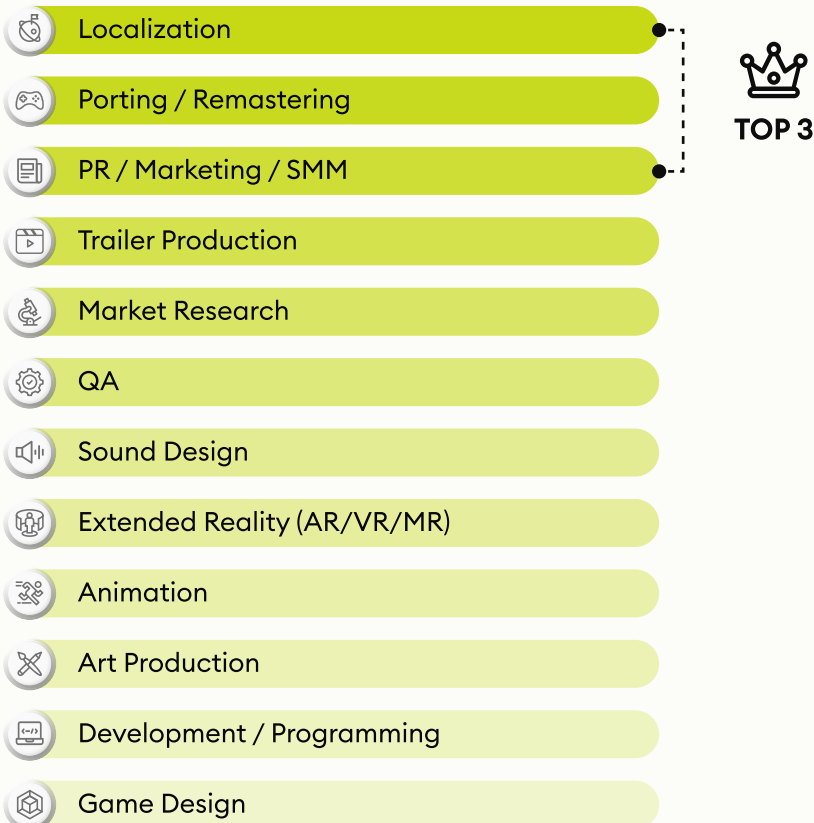 Localization
Porting / Remastering
TOP 3
PR / Marketing / SMM
Trailer Production
Market Research
QA
Sound Design
Extended Reality (AR/VR/MR)
Animation
Art Production
Development / Programming
Game Design